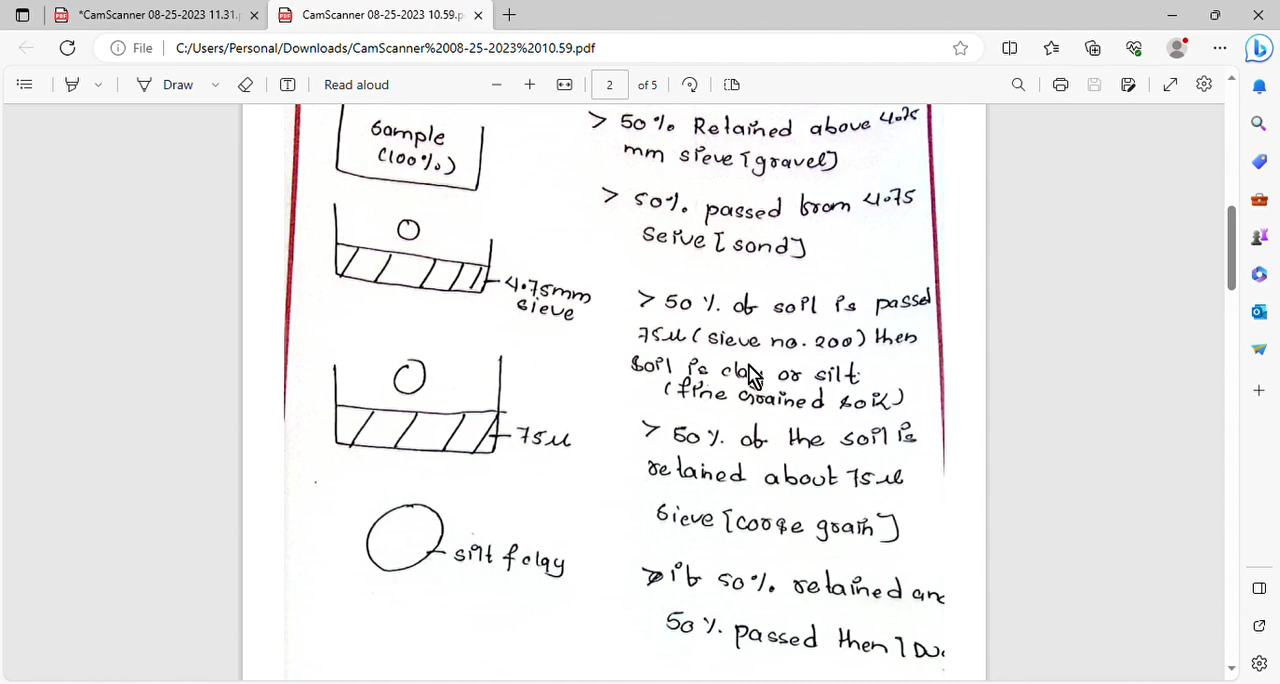 *CamScanner 08-25-2023 11.31.p
CamScanner 08-25-2023 10.59.p
File
C:/Users/Personal/Downloads/CamScanner%2008-25-2023%2010.59.pdf
Draw
Read aloud
2
of 5
Sample
(100%)
4.75mm
sieve
75µ
silt & clay
> 50% Retained above 4.75
mm sieve [gravel]
> 50% passed from 4.75
seive [sand]
> 50% of soil is passed
75µ (sieve no. 200) then
soil is clay or silt
(fine grained soil)
> 50% of the soil is
retained about 75µ
sieve [corse grain]
> if 50% retained and
50% passed then